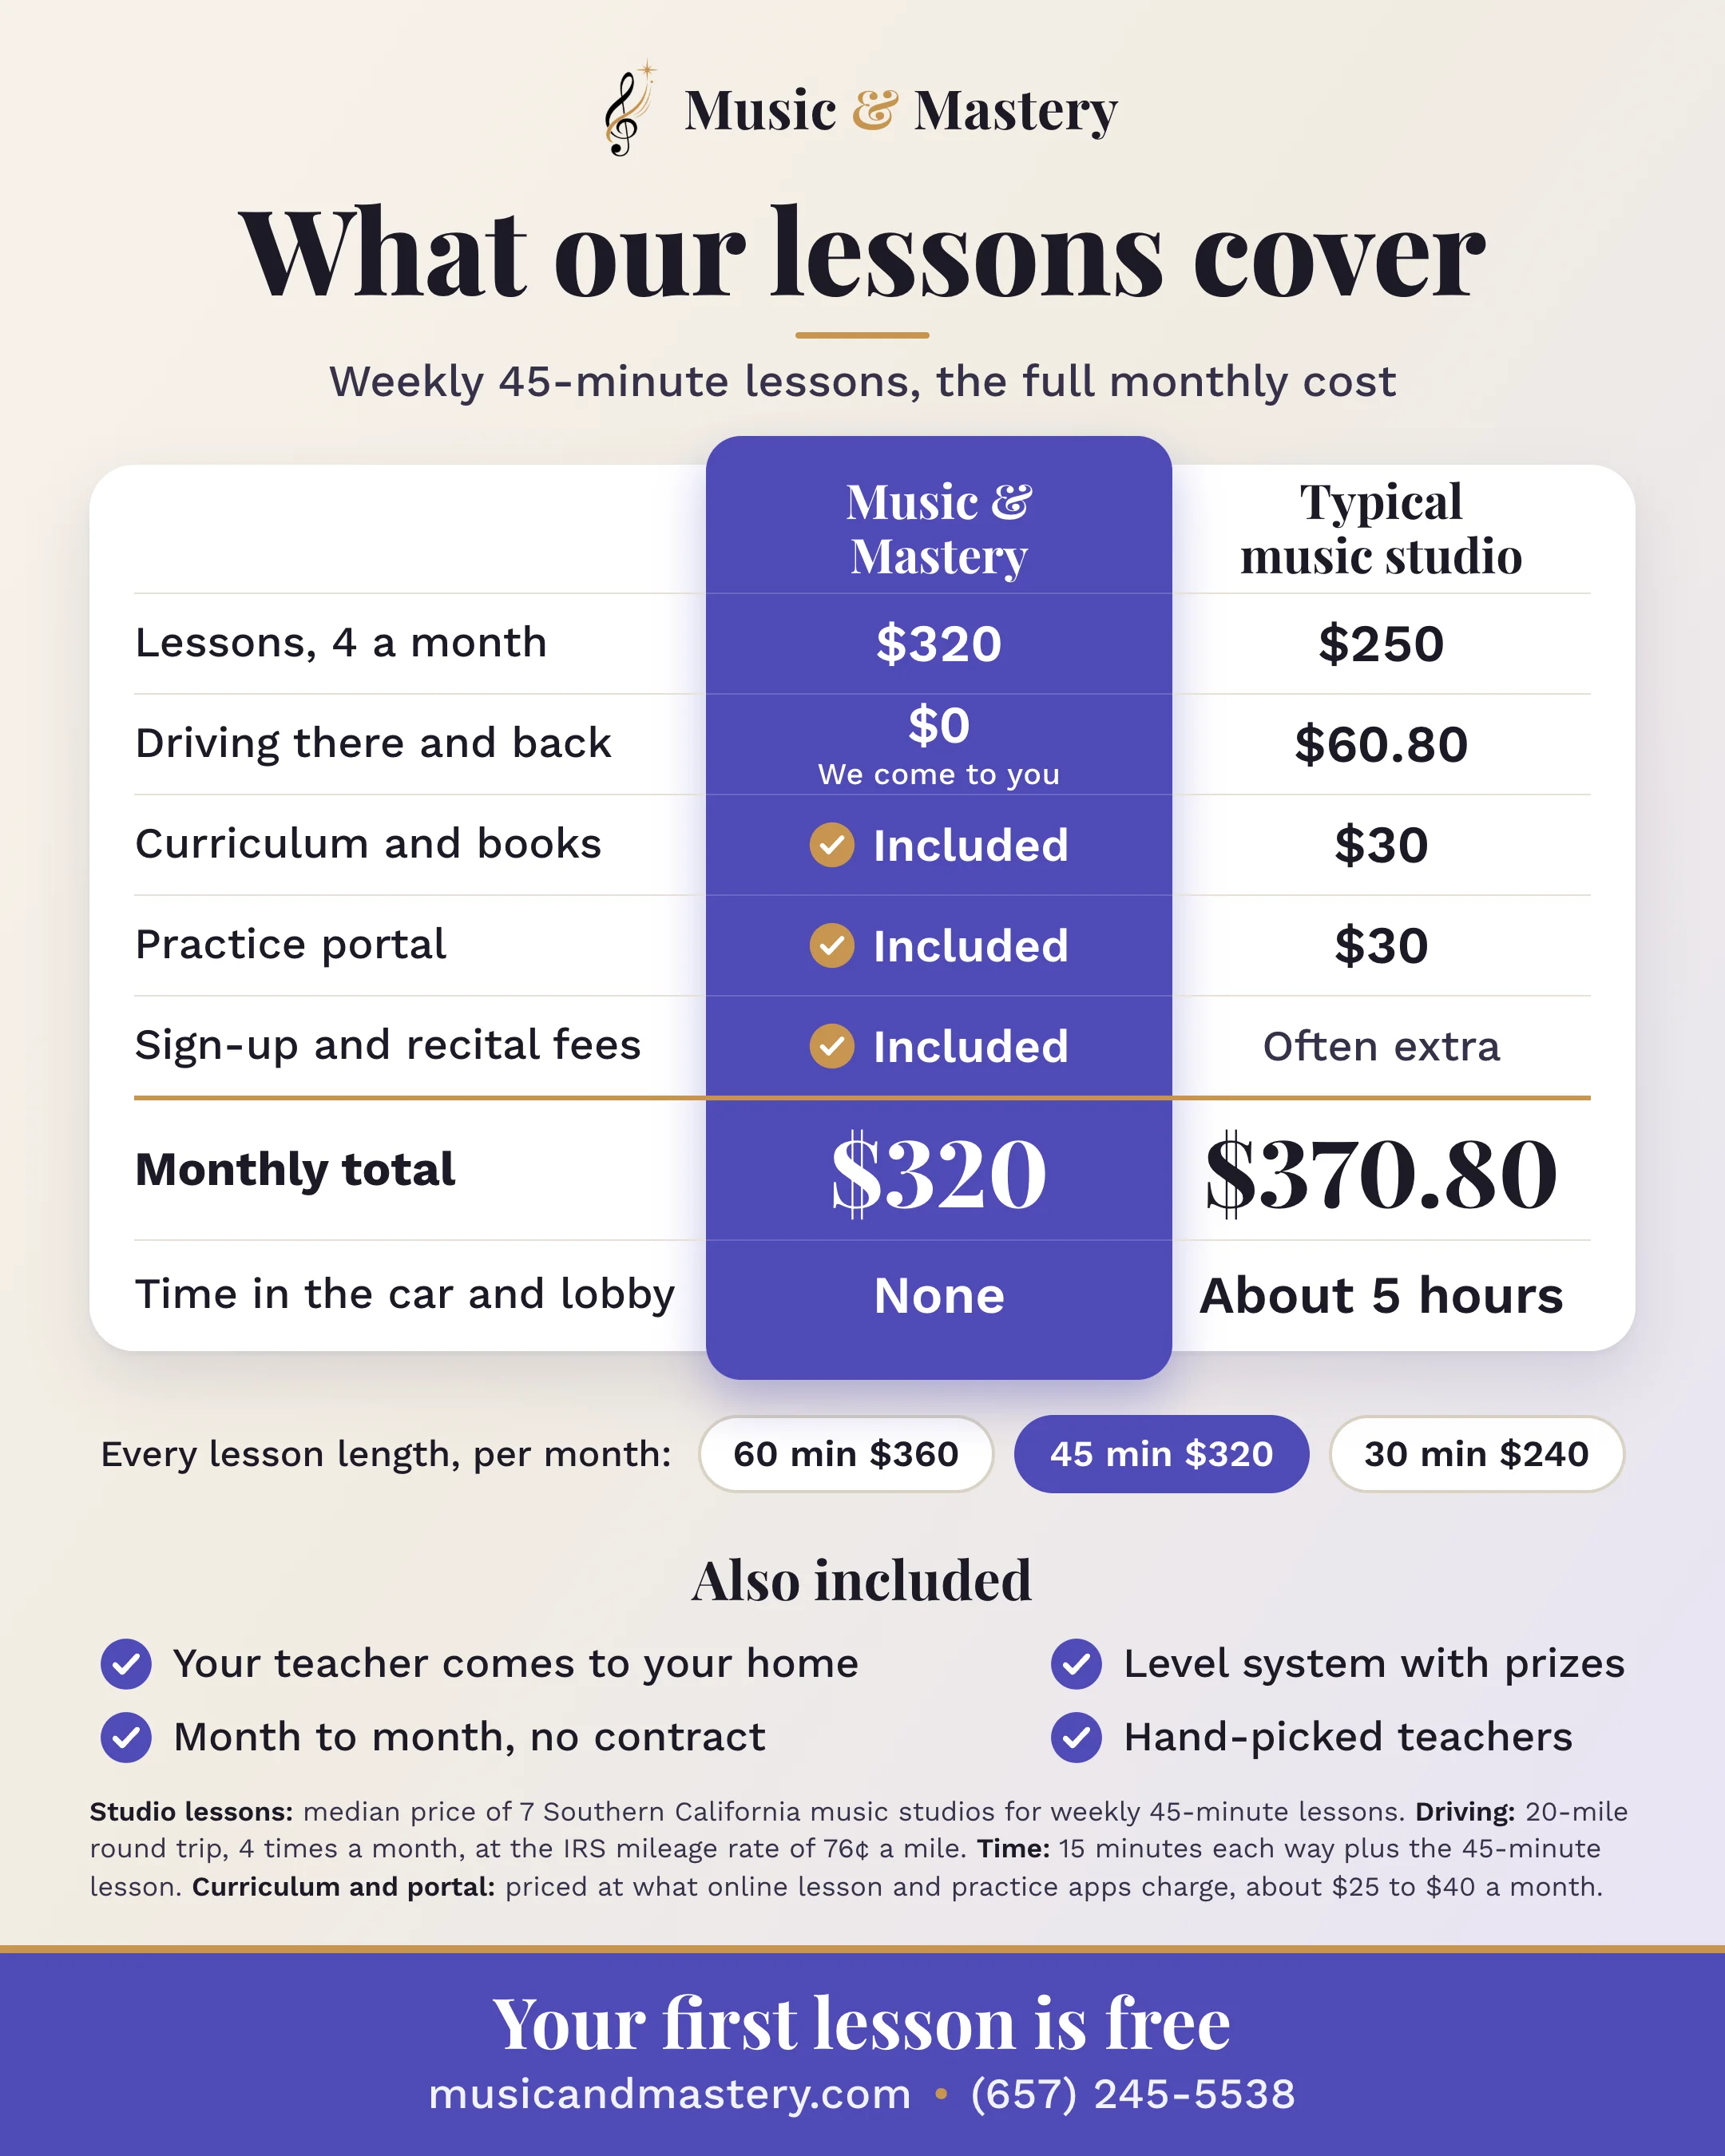 Music & Mastery
What our lessons cover
Weekly 45-minute lessons, the full monthly cost
Music &
Mastery
Typical
music studio
Lessons, 4 a month $320 $250
Driving there and back $0 $60.80
We come to you
Curriculum and books Included $30
Practice portal Included $30
Sign-up and recital fees Included Often extra
Monthly total $320 $370.80
Time in the car and lobby None About 5 hours
Every lesson length, per month: 60 min $360 45 min $320 30 min $240
Also included
Your teacher comes to your home Level system with prizes
Month to month, no contract Hand-picked teachers
Studio lessons: median price of 7 Southern California music studios for weekly 45-minute lessons. Driving: 20-mile
round trip, 4 times a month, at the IRS mileage rate of 76¢ a mile. Time: 15 minutes each way plus the 45-minute
lesson. Curriculum and portal: priced at what online lesson and practice apps charge, about $25 to $40 a month.
Your first lesson is free
musicandmastery.com • (657) 245-5538